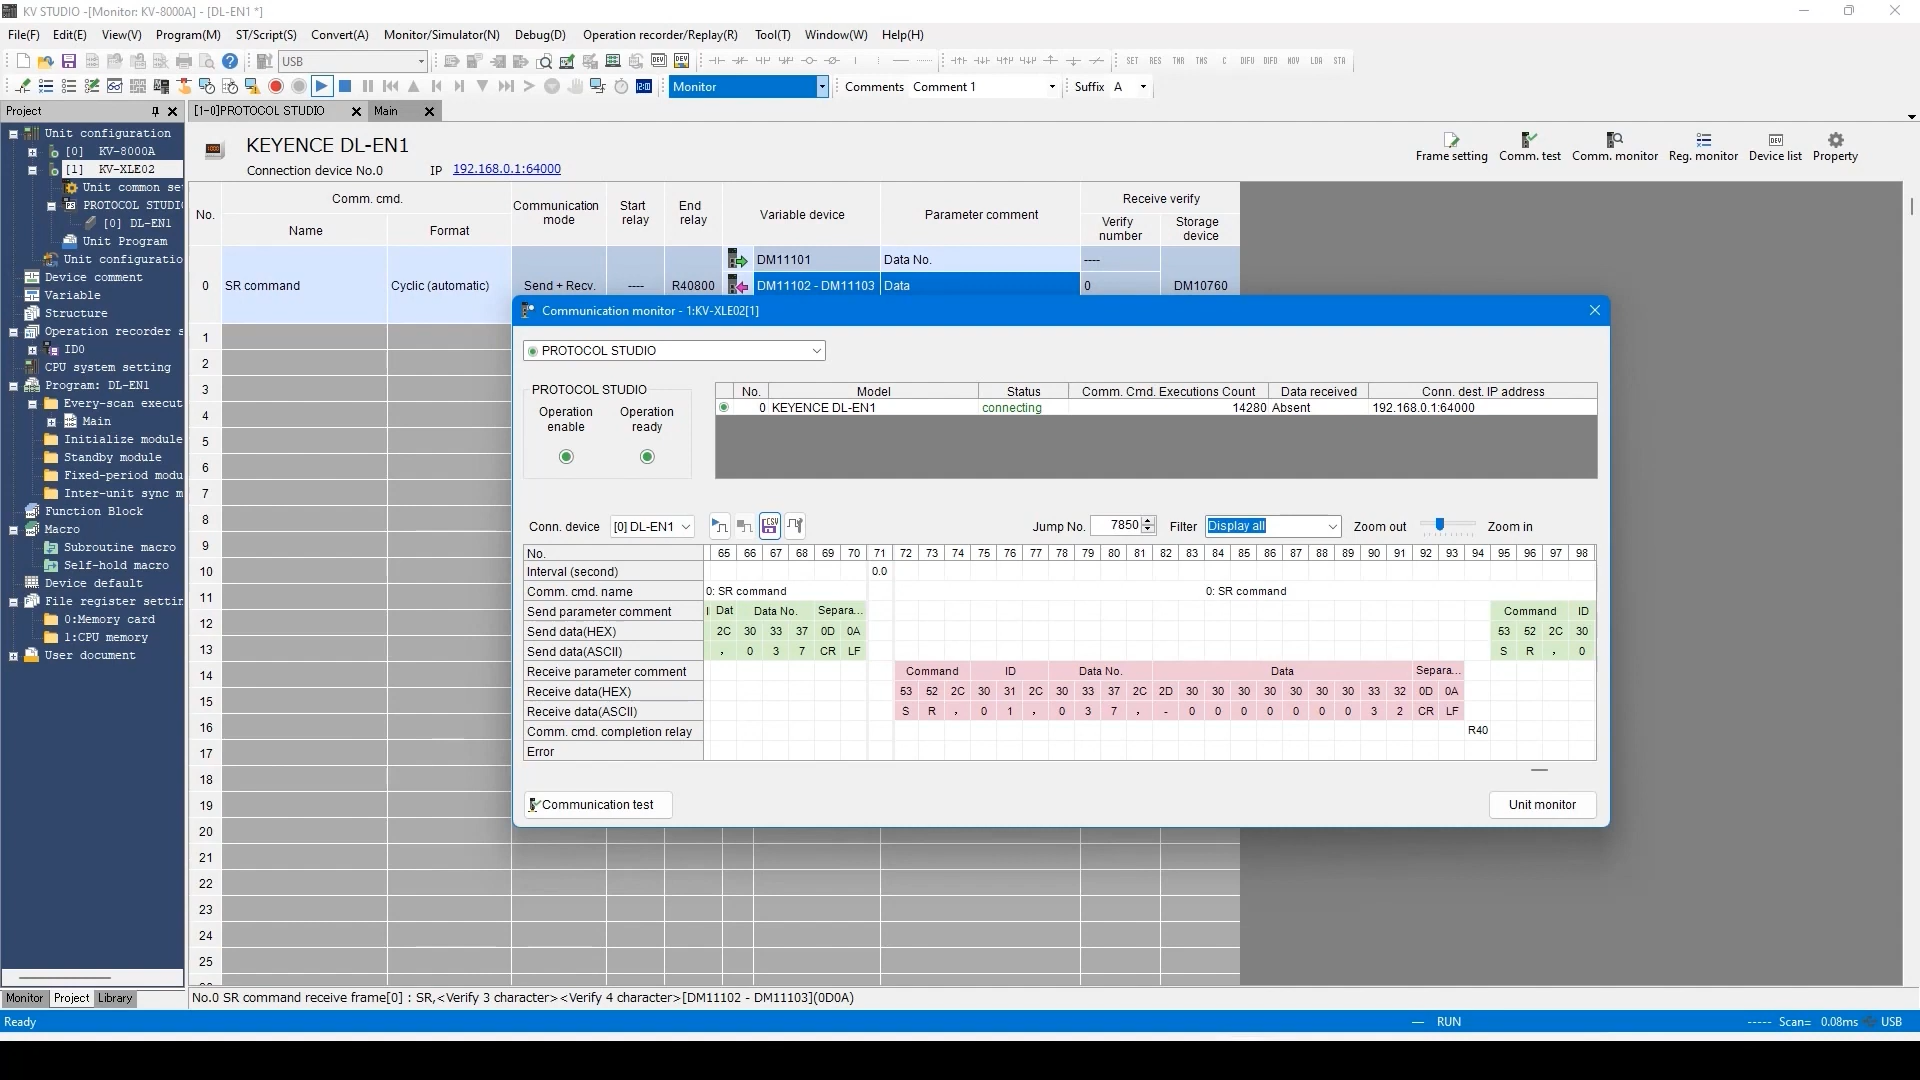 KV STUDIO -[Monitor: KV-8000A] - [DL-EN1 *]
File(F) Edit(E) View(V) Program(M) ST/Script(S) Convert(A) Monitor/Simulator(N) Debug(D) Operation recorder/Replay(R) Tool(T) Window(W) Help(H)
USB
SET RES TMR TMS C DIFU DIFD MOV LDA STA
Monitor Comments Comment 1 Suffix A
Project
[1-0]PROTOCOL STUDIO Main
Unit configuration
[0] KV-8000A
[1] KV-XLE02
Unit common se
PROTOCOL STUDI
[0] DL-EN1
Unit Program
Unit configuratio
Device comment
Variable
Structure
Operation recorder s
ID0
CPU system setting
Program: DL-EN1
Every-scan execut
Main
Initialize module
Standby module
Fixed-period modu
Inter-unit sync m
Function Block
Macro
Subroutine macro
Self-hold macro
Device default
File register settin
0:Memory card
1:CPU memory
User document
Monitor Project Library
KEYENCE DL-EN1
Connection device No.0 IP 192.168.0.1:64000
Frame setting Comm. test Comm. monitor Reg. monitor Device list Property
No. Comm. cmd. Communication mode Start relay End relay Variable device Parameter comment Receive verify
Name Format Verify number Storage device
DM11101 Data No. ----
0 SR command Cyclic (automatic) Send + Recv. ---- R40800 DM11102 - DM11103 Data 0 DM10760
1
2
3
4
5
6
7
8
9
10
11
12
13
14
15
16
17
18
19
20
21
22
23
24
25
Communication monitor - 1:KV-XLE02[1]
PROTOCOL STUDIO
PROTOCOL STUDIO
Operation enable
Operation ready
No. Model Status Comm. Cmd. Executions Count Data received Conn. dest. IP address
0 KEYENCE DL-EN1 connecting 14280 Absent 192.168.0.1:64000
Conn. device [0] DL-EN1 CSV Jump No. 7850 Filter Display all Zoom out Zoom in
No. 65 66 67 68 69 70 71 72 73 74 75 76 77 78 79 80 81 82 83 84 85 86 87 88 89 90 91 92 93 94 95 96 97 98
Interval (second) 0.0
Comm. cmd. name 0: SR command 0: SR command
Send parameter comment Dat Data No. Separa... Command ID
Send data(HEX) 2C 30 33 37 0D 0A 53 52 2C 30
Send data(ASCII) , 0 3 7 CR LF S R , 0
Receive parameter comment Command ID Data No. Data Separa...
Receive data(HEX) 53 52 2C 30 31 2C 30 33 37 2C 2D 30 30 30 30 30 30 30 33 32 0D 0A
Receive data(ASCII) S R , 0 1 , 0 3 7 , - 0 0 0 0 0 0 0 3 2 CR LF
Comm. cmd. completion relay R40
Error
Communication test Unit monitor
No.0 SR command receive frame[0] : SR,<Verify 3 character><Verify 4 character>[DM11102 - DM11103](0D0A)
Ready RUN ----- Scan= 0.08ms USB